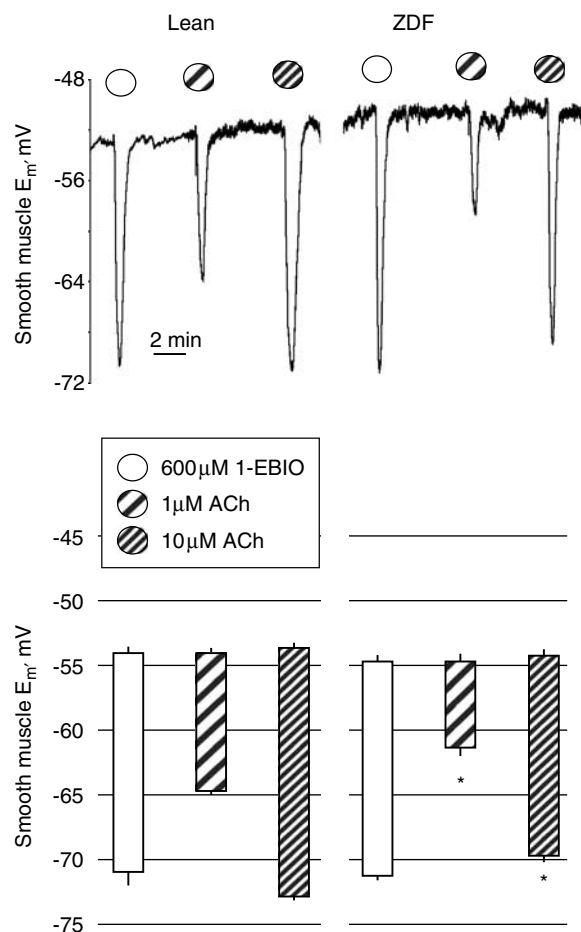 Lean ZDF
-48
-56
-64
-72
Smooth muscle Em, mV
2 min
600μM 1-EBIO
1μM ACh
10μM ACh
-45
-50
-55
-60
-65
-70
-75
Smooth muscle Em, mV
*
*